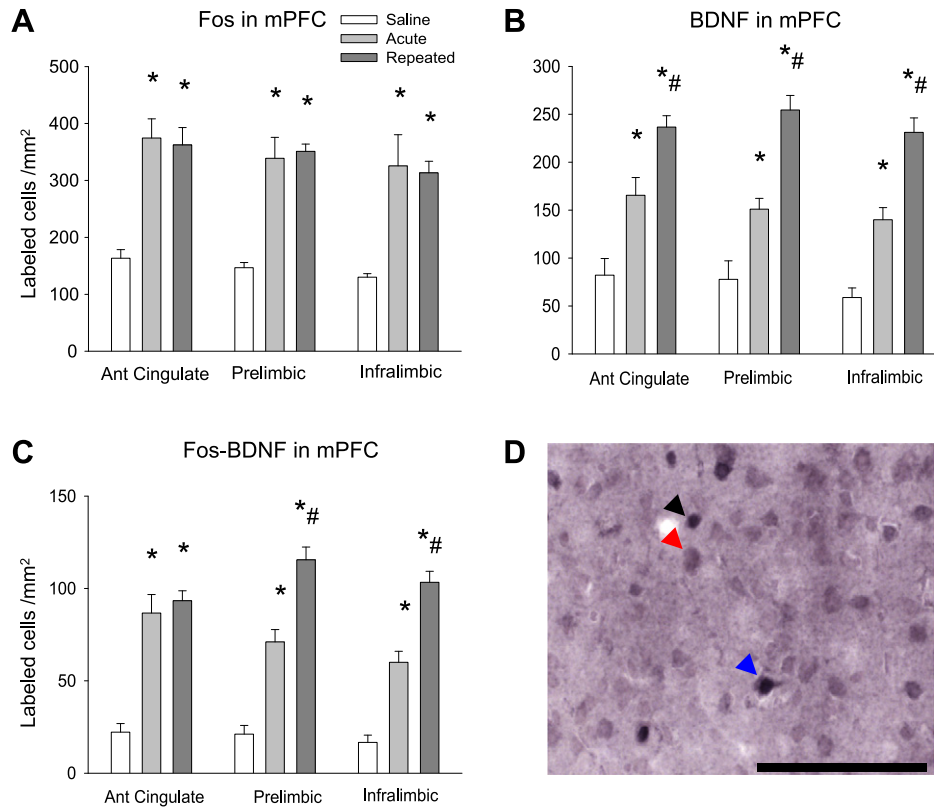 A
Fos in mPFC
Saline
Acute
Repeated
Labeled cells /mm²
500
400
300
200
100
0
* * * * * *
Ant Cingulate Prelimbic Infralimbic
B
BDNF in mPFC
300
250
200
150
100
50
0
* *# * *# * *#
Ant Cingulate Prelimbic Infralimbic
C
Fos-BDNF in mPFC
Labeled cells /mm²
150
100
50
0
* * * *# * *#
Ant Cingulate Prelimbic Infralimbic
D